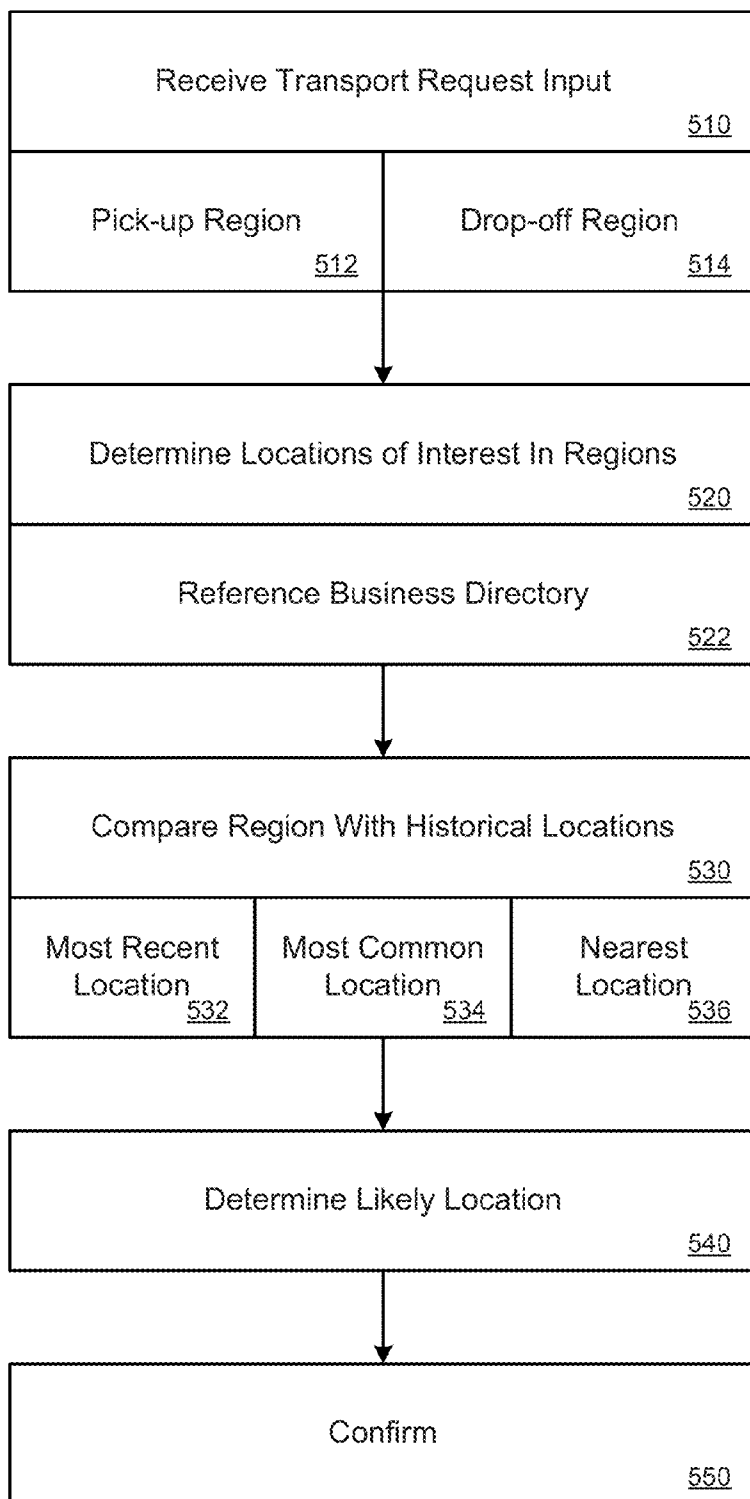 Receive Transport Request Input
510
Pick-up Region
512
Drop-off Region
514
Determine Locations of Interest In Regions
520
Reference Business Directory
522
Compare Region With Historical Locations
530
Most Recent
Location
532
Most Common
Location
534
Nearest
Location
536
Determine Likely Location
540
Confirm
550